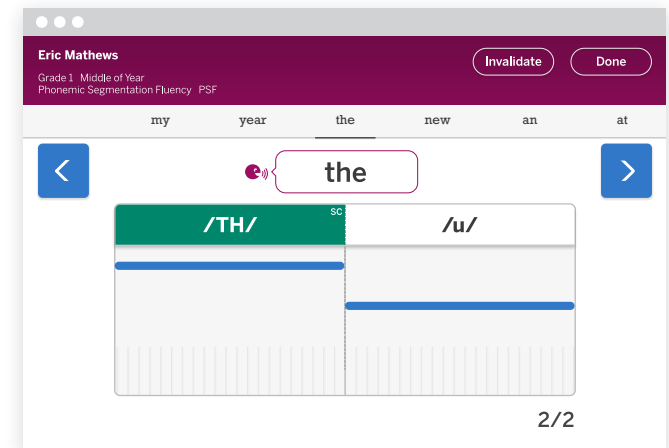 Eric Mathews
Invalidate
Done
Grade 1 Middle of Year
Phonemic Segmentation Fluency PSF
my year the new an at
the
/TH/ SC /u/
2/2